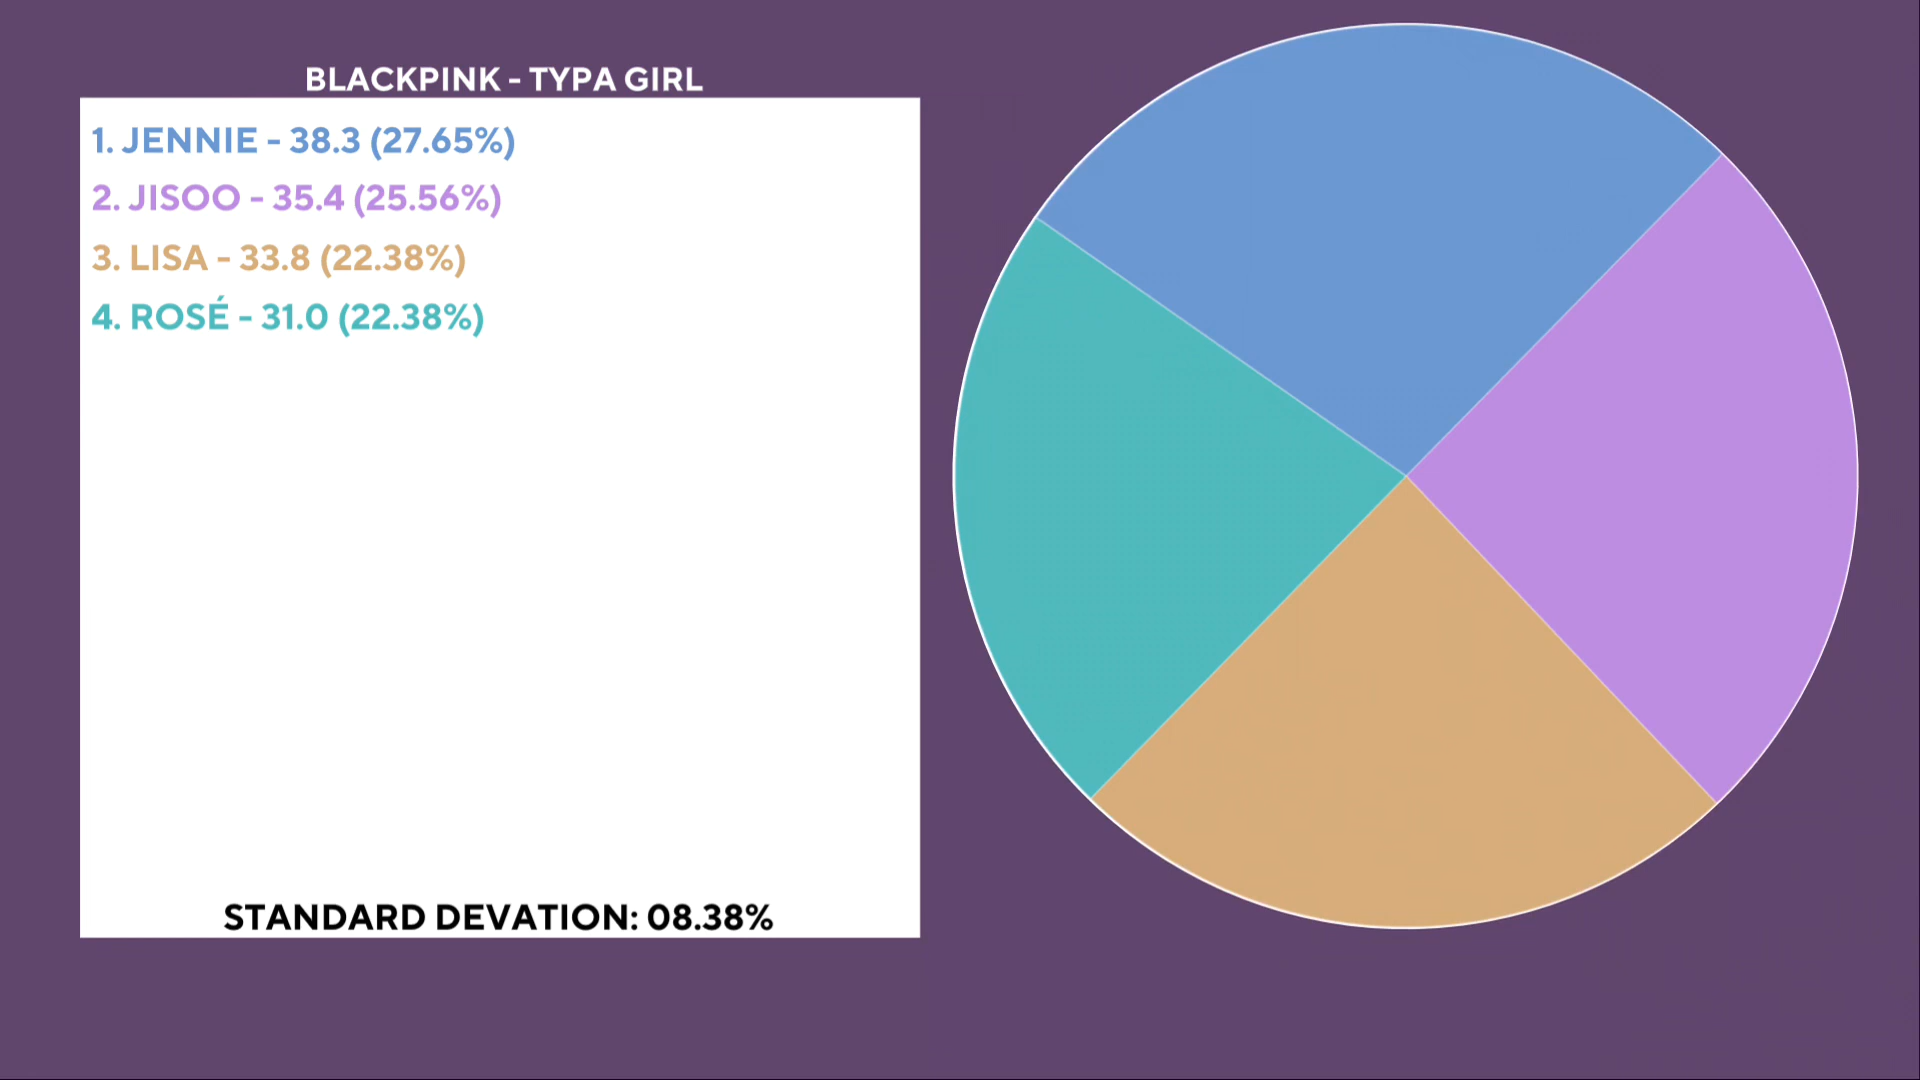 BLACKPINK - TYPA GIRL
1. JENNIE - 38.3 (27.65%)
2. JISOO - 35.4 (25.56%)
3. LISA - 33.8 (22.38%)
4. ROSÉ - 31.0 (22.38%)
STANDARD DEVATION: 08.38%